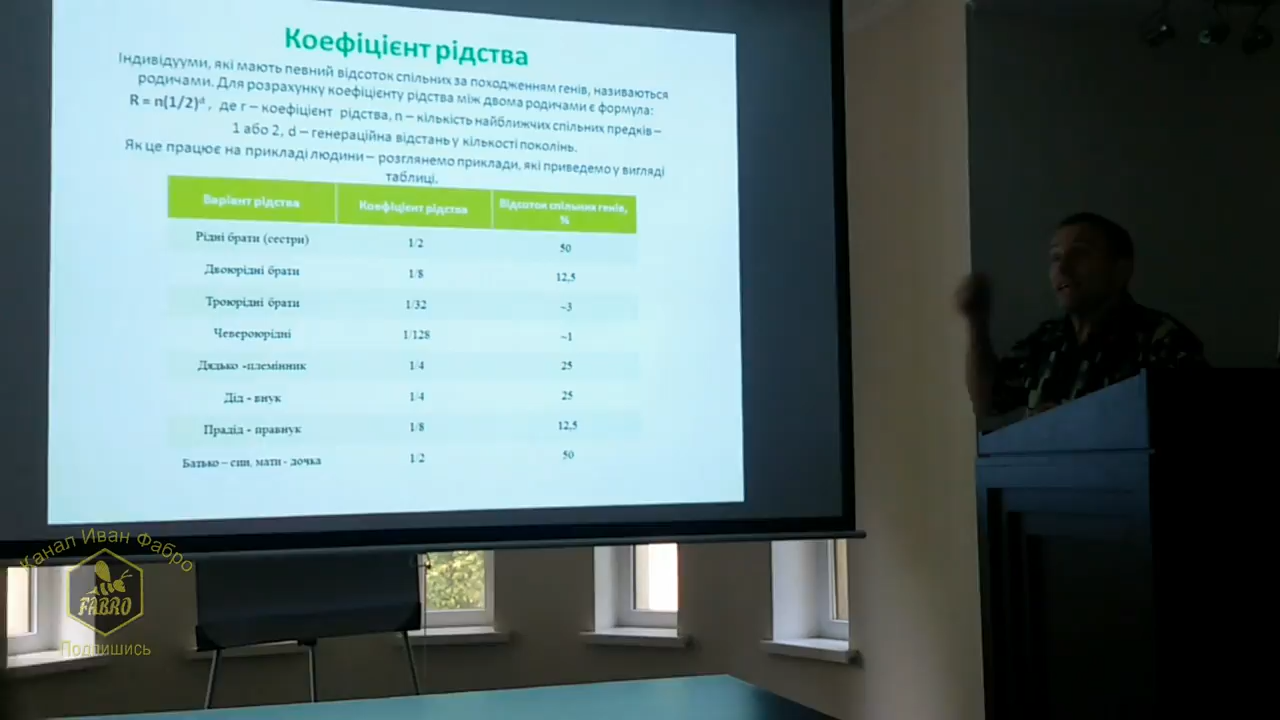 Коефіцієнт рідства
Індивідууми, які мають певний відсоток спільних за походженням генів, називаються
родичами. Для розрахунку коефіцієнту рідства між двома родичами є формула:
R = n(1/2)ᵈ , де r – коефіцієнт рідства, n – кількість найближчих спільних предків –
1 або 2, d – генераційна відстань у кількості поколінь.
Як це працює на прикладі людини – розглянемо приклади, які приведемо у вигляді
таблиці.
Варіант рідства Коефіцієнт рідства Відсоток спільних генів, %
Рідні брати (сестри) 1/2 50
Двоюрідні брати 1/8 12,5
Троюрідні брати 1/32 ~3
Чевероюрідні 1/128 ~1
Дядько -племінник 1/4 25
Дід - внук 1/4 25
Прадід - правнук 1/8 12,5
Батько – син, мати - дочка 1/2 50
Канал Иван Фабро
FABRO
Подпишись